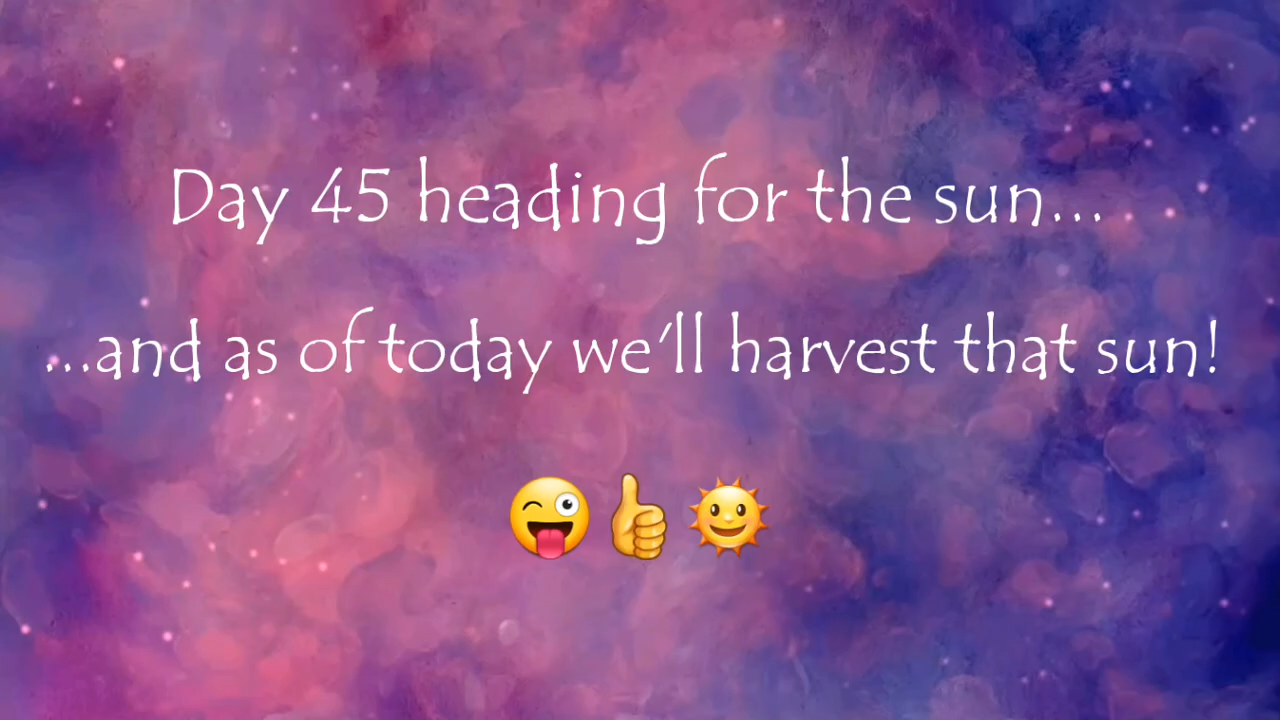 Day 45 heading for the sun...
...and as of today we'll harvest that sun!
😜👍🌞